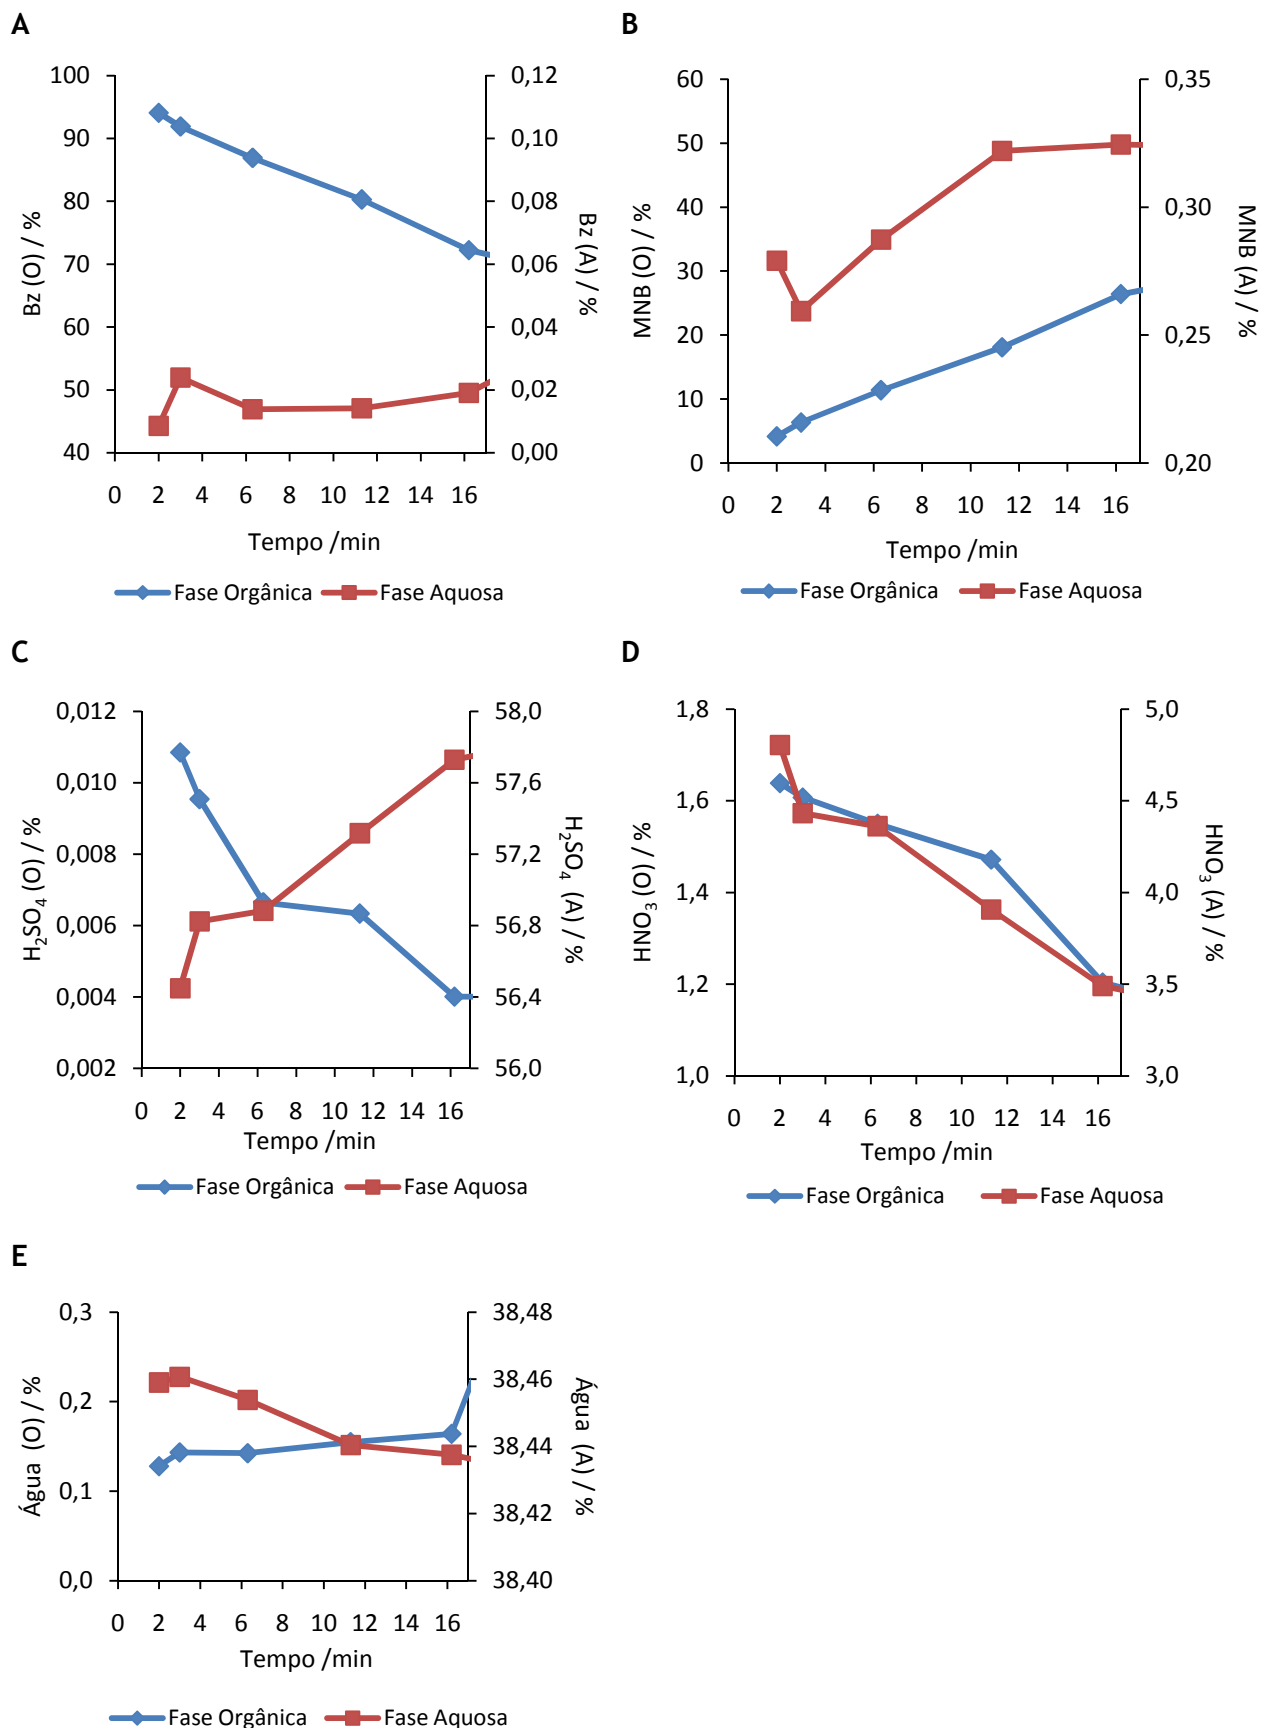 A
Bz (O) / %
100
90
80
70
60
50
40
0,12
0,10
0,08
0,06
0,04
0,02
0,00
Bz (A) / %
0 2 4 6 8 10 12 14 16
Tempo /min
Fase Orgânica Fase Aquosa
B
MNB (O) / %
60
50
40
30
20
10
0
0,35
0,30
0,25
0,20
MNB (A) / %
0 2 4 6 8 10 12 14 16
Tempo /min
Fase Orgânica Fase Aquosa
C
H₂SO₄ (O) / %
0,012
0,010
0,008
0,006
0,004
0,002
58,0
57,6
57,2
56,8
56,4
56,0
H₂SO₄ (A) / %
0 2 4 6 8 10 12 14 16
Tempo /min
Fase Orgânica Fase Aquosa
D
HNO₃ (O) / %
1,8
1,6
1,4
1,2
1,0
5,0
4,5
4,0
3,5
3,0
HNO₃ (A) / %
0 2 4 6 8 10 12 14 16
Tempo /min
Fase Orgânica Fase Aquosa
E
Água (O) / %
0,3
0,2
0,1
0,0
38,48
38,46
38,44
38,42
38,40
Água (A) / %
0 2 4 6 8 10 12 14 16
Tempo /min
Fase Orgânica Fase Aquosa